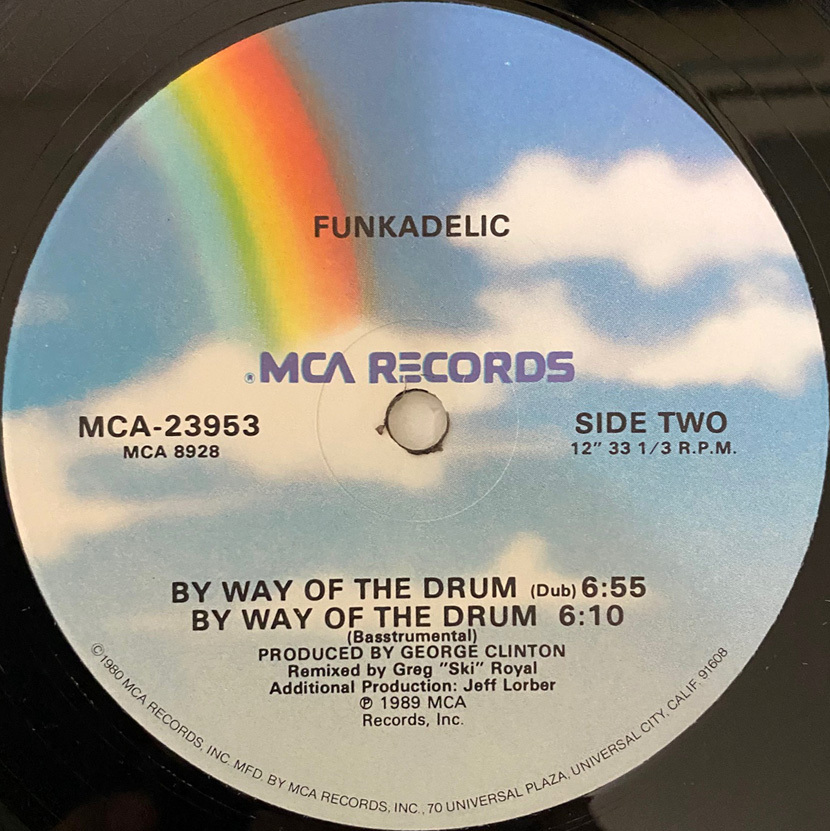 FUNKADELIC
®MCA RECORDS
MCA-23953
MCA 8928
SIDE TWO
12" 33 1/3 R.P.M.
BY WAY OF THE DRUM (Dub) 6:55
BY WAY OF THE DRUM 6:10
(Basstrumental)
PRODUCED BY GEORGE CLINTON
Remixed by Greg "Ski" Royal
Additional Production: Jeff Lorber
℗ 1989 MCA
Records, Inc.
©1980 MCA RECORDS, INC. MFD. BY MCA RECORDS, INC., 70 UNIVERSAL PLAZA, UNIVERSAL CITY, CALIF. 91608